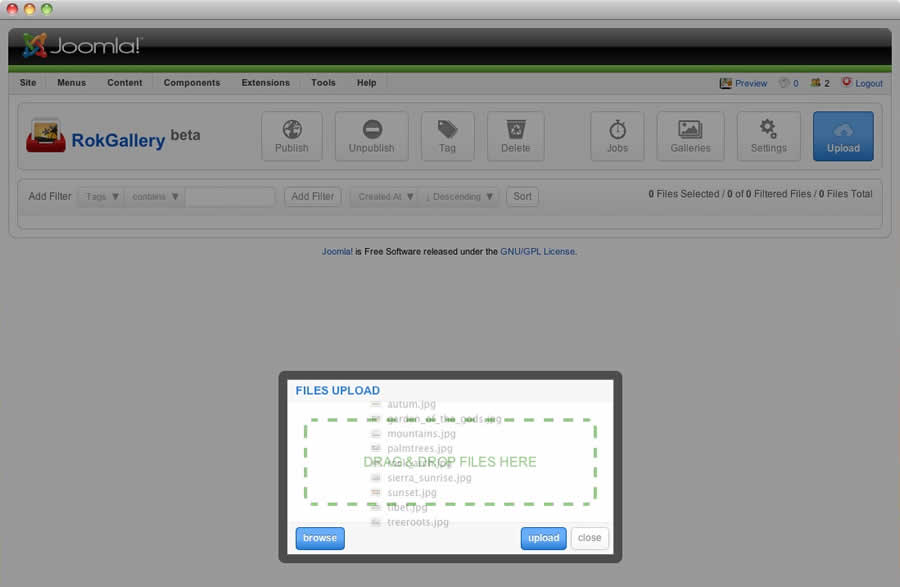 Joomla!
Site Menus Content Components Extensions Tools Help Preview 0 2 Logout
RokGallery beta
Publish Unpublish Tag Delete Jobs Galleries Settings Upload
Add Filter Tags ▼ contains ▼ Add Filter Created At ▼ ↓ Descending ▼ Sort 0 Files Selected / 0 of 0 Filtered Files / 0 Files Total
Joomla! is Free Software released under the GNU/GPL License.
FILES UPLOAD
autum.jpg
garden_of_the_gods.jpg
mountains.jpg
palmtrees.jpg
DRAG & DROP FILES HERE
sierra_sunrise.jpg
sunset.jpg
tibet.jpg
treeroots.jpg
browse upload close